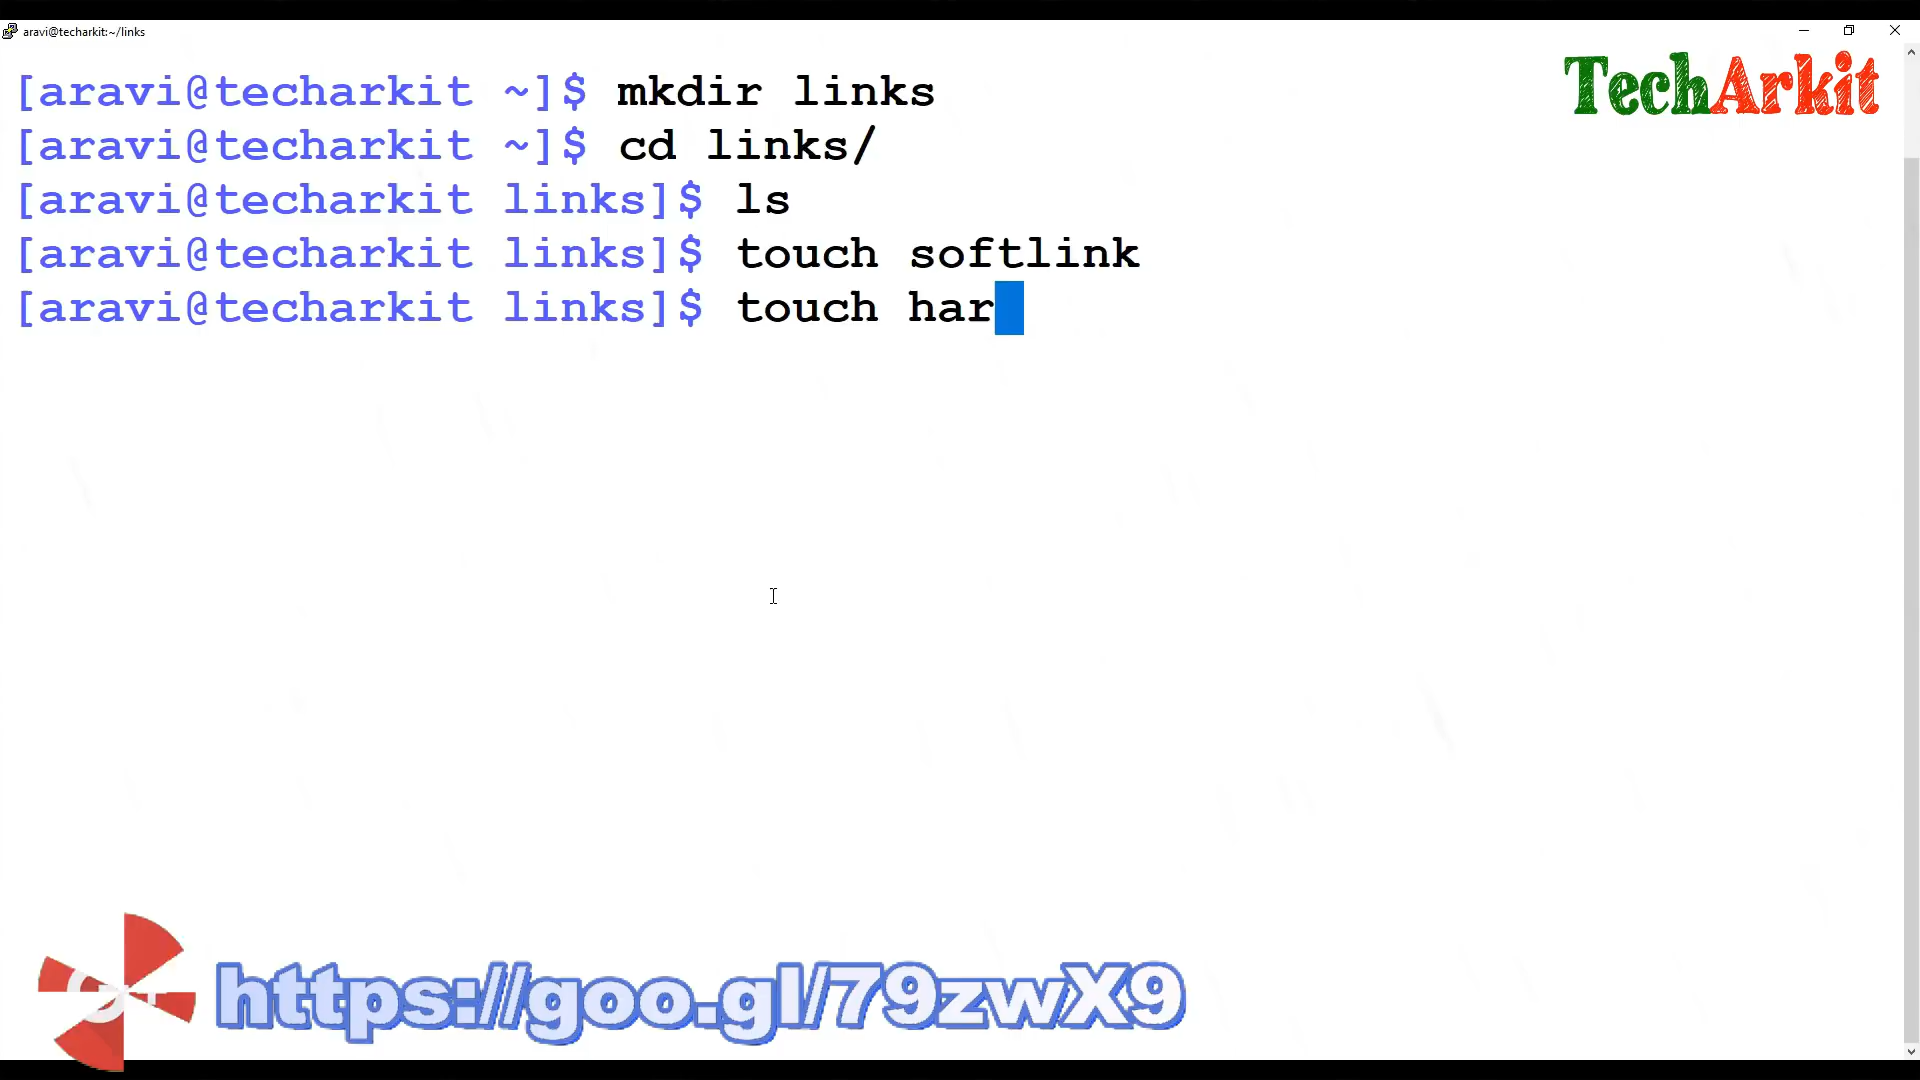 aravi@techarkit:~/links
TechArkit
[aravi@techarkit ~]$ mkdir links
[aravi@techarkit ~]$ cd links/
[aravi@techarkit links]$ ls
[aravi@techarkit links]$ touch softlink
[aravi@techarkit links]$ touch har
https://goo.gl/79zwX9